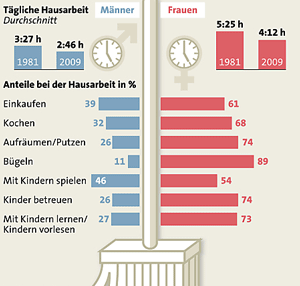 Tägliche Hausarbeit
Durchschnitt
Männer
Frauen
3:27 h
2:46 h
1981
2009
5:25 h
4:12 h
1981
2009
Anteile bei der Hausarbeit in %
Einkaufen 39 61
Kochen 32 68
Aufräumen/Putzen 26 74
Bügeln 11 89
Mit Kindern spielen 46 54
Kinder betreuen 26 74
Mit Kindern lernen/ 27 73
Kindern vorlesen